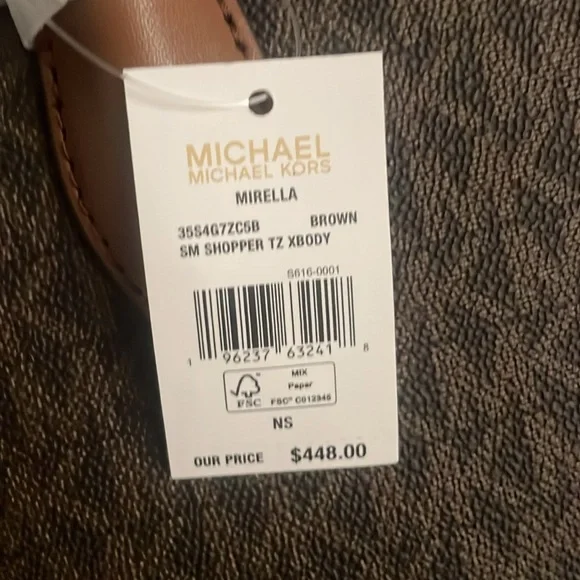 MICHAEL
MICHAEL KORS
MIRELLA
35S4G7ZC5B BROWN
SM SHOPPER TZ XBODY
S616-0001
1 96237 63241 8
MIX
Paper
FSC FSC® C012345
NS
OUR PRICE $448.00